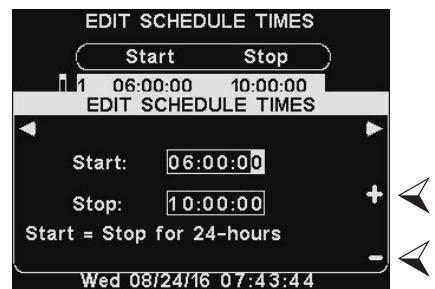 EDIT SCHEDULE TIMES
Start Stop
1 06:00:00 10:00:00
EDIT SCHEDULE TIMES
Start: 06:00:00
Stop: 10:00:00
+
Start = Stop for 24-hours
-
Wed 08/24/16 07:43:44